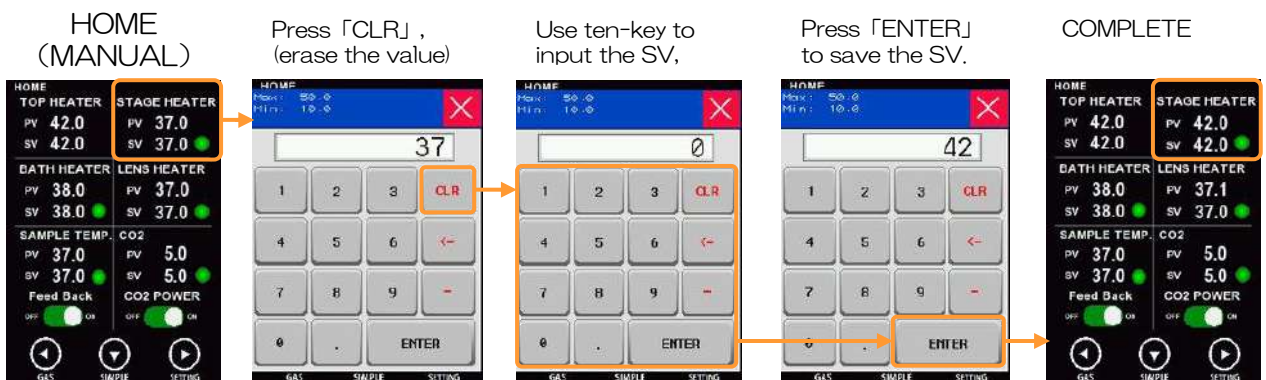 HOME
(MANUAL)
HOME
TOP HEATER STAGE HEATER
PV 42.0 PV 37.0
SV 42.0 SV 37.0
BATH HEATER LENS HEATER
PV 38.0 PV 37.0
SV 38.0 SV 37.0
SAMPLE TEMP. CO2
PV 37.0 PV 5.0
SV 37.0 SV 5.0
Feed Back CO2 POWER
OFF ON OFF ON
GAS SIMPLE SETTING
Press「CLR」,
(erase the value)
HOME
Max: 50.0
Min: 10.0
37
1 2 3 CLR
4 5 6 <-
7 8 9 -
0 . ENTER
GAS SIMPLE SETTING
Use ten-key to
input the SV,
HOME
Max: 50.0
Min: 10.0
0
1 2 3 CLR
4 5 6 <-
7 8 9 -
0 . ENTER
GAS SIMPLE SETTING
Press「ENTER」
to save the SV.
HOME
Max: 50.0
Min: 10.0
42
1 2 3 CLR
4 5 6 <-
7 8 9 -
0 . ENTER
GAS SIMPLE SETTING
COMPLETE
HOME
TOP HEATER STAGE HEATER
PV 42.0 PV 42.0
SV 42.0 SV 42.0
BATH HEATER LENS HEATER
PV 38.0 PV 37.1
SV 38.0 SV 37.0
SAMPLE TEMP. CO2
PV 37.0 PV 5.0
SV 37.0 SV 5.0
Feed Back CO2 POWER
OFF ON OFF ON
GAS SIMPLE SETTING